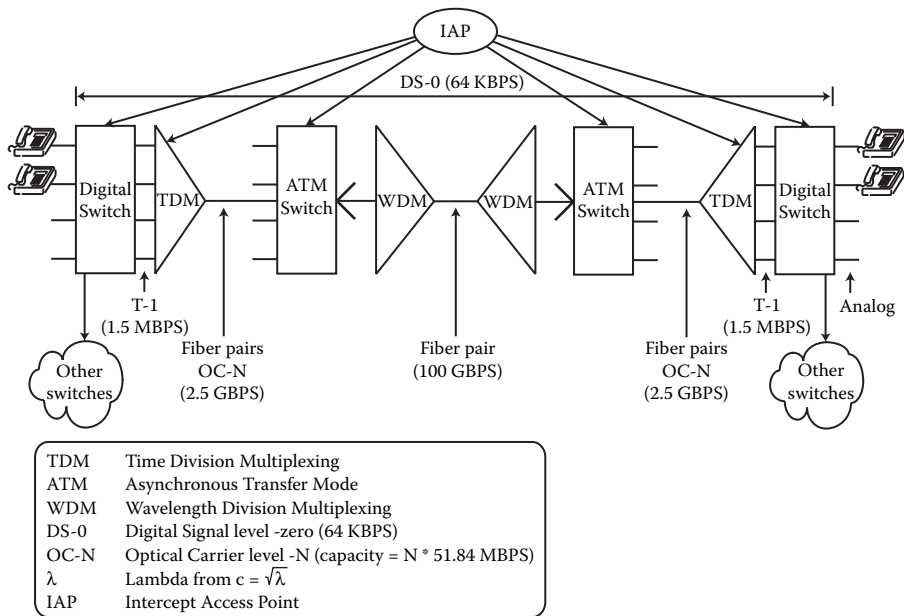 IAP
DS-0 (64 KBPS)
Digital
Switch
TDM
ATM
Switch
WDM
WDM
ATM
Switch
TDM
Digital
Switch
T-1
(1.5 MBPS)
T-1
(1.5 MBPS)
Analog
Other
switches
Fiber pairs
OC-N
(2.5 GBPS)
Fiber pair
(100 GBPS)
Fiber pairs
OC-N
(2.5 GBPS)
Other
switches
TDM Time Division Multiplexing
ATM Asynchronous Transfer Mode
WDM Wavelength Division Multiplexing
DS-0 Digital Signal level -zero (64 KBPS)
OC-N Optical Carrier level -N (capacity = N * 51.84 MBPS)
λ Lambda from c = √λ
IAP Intercept Access Point